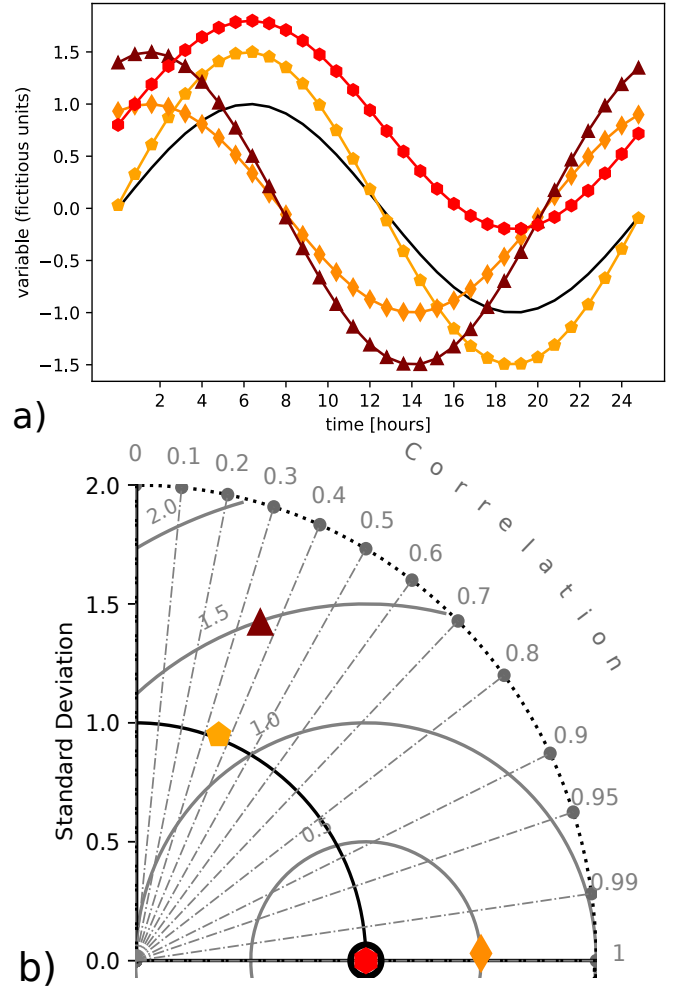 1.5
1.0
0.5
0.0
−0.5
−1.0
−1.5
variable (fictitious units)
2 4 6 8 10 12 14 16 18 20 22 24
time [hours]
a)
Correlation
0 0.1 0.2 0.3 0.4 0.5 0.6 0.7 0.8 0.9 0.95 0.99 1
2.0
1.5
1.0
0.5
0.0
Standard Deviation
2.0
1.5
1.0
0.5
b)